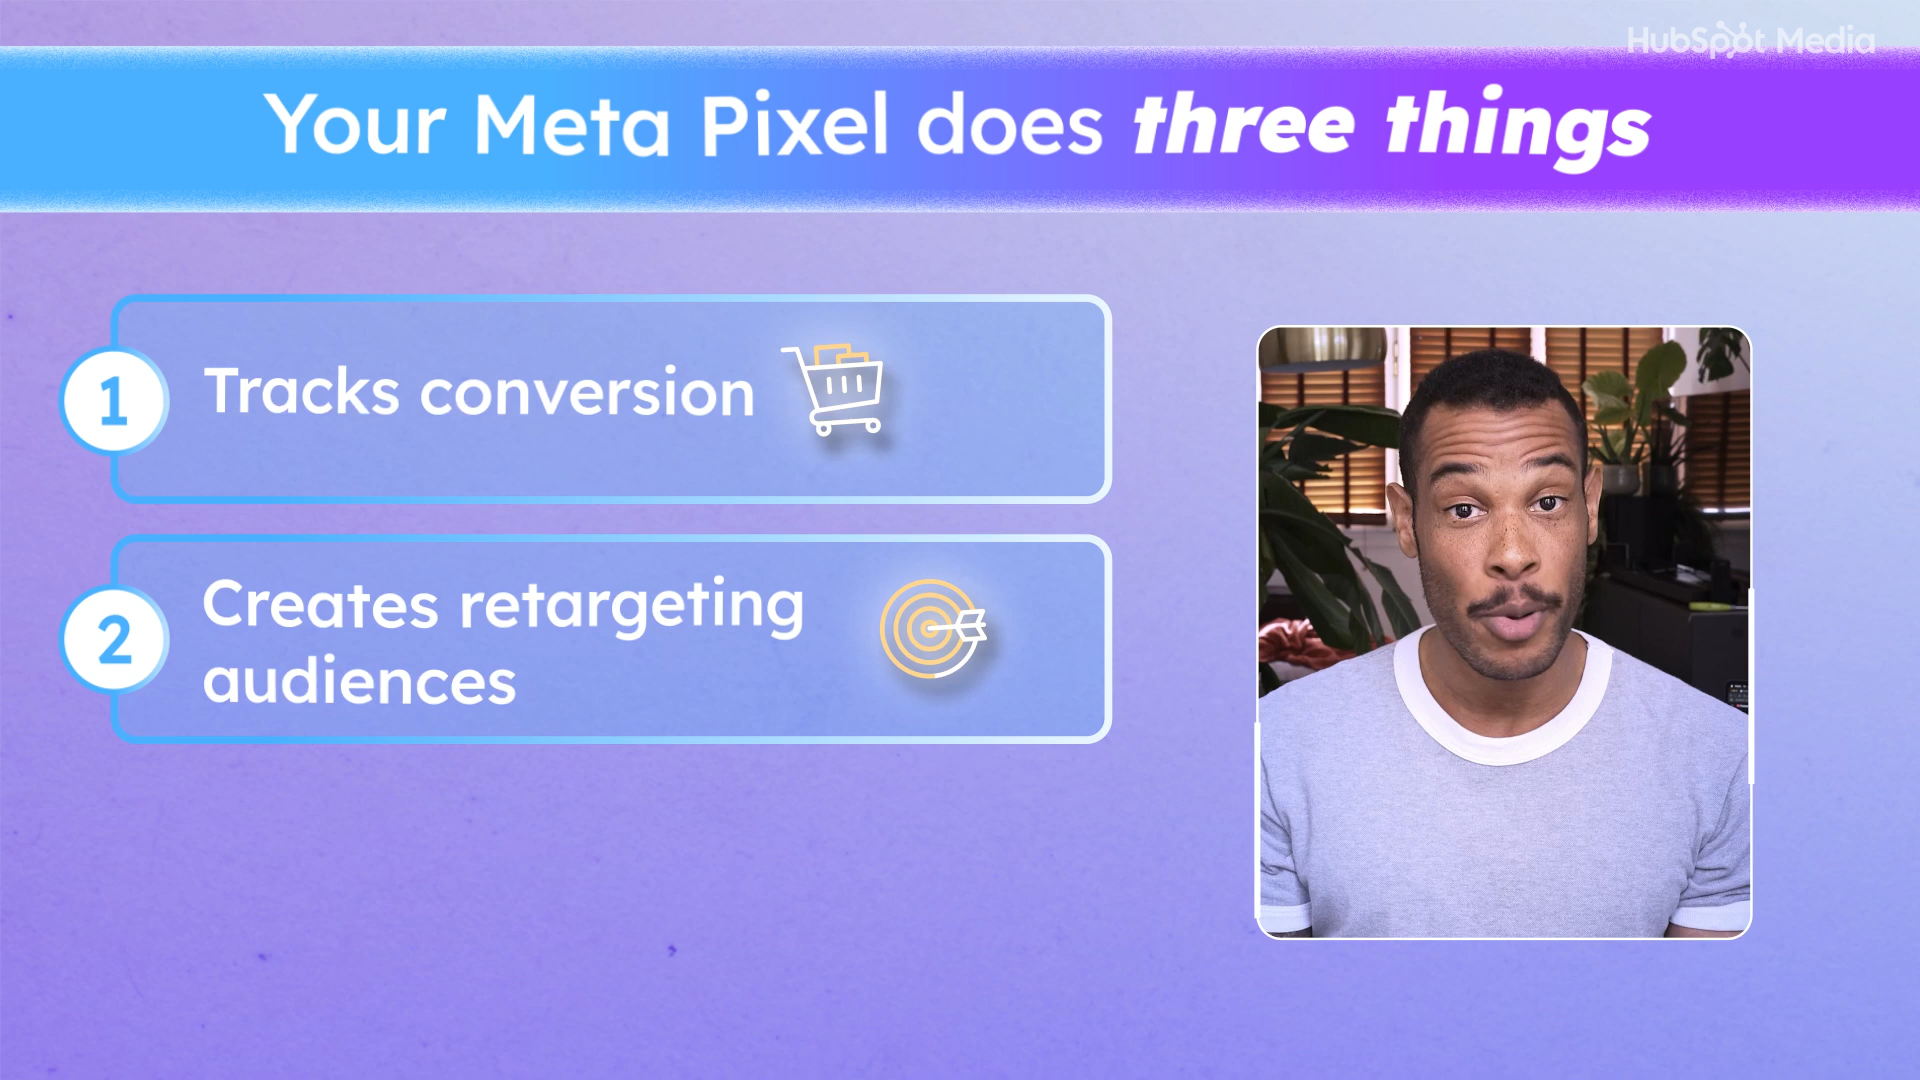 HubSpot Media
Your Meta Pixel does three things
1
Tracks conversion
2
Creates retargeting
audiences